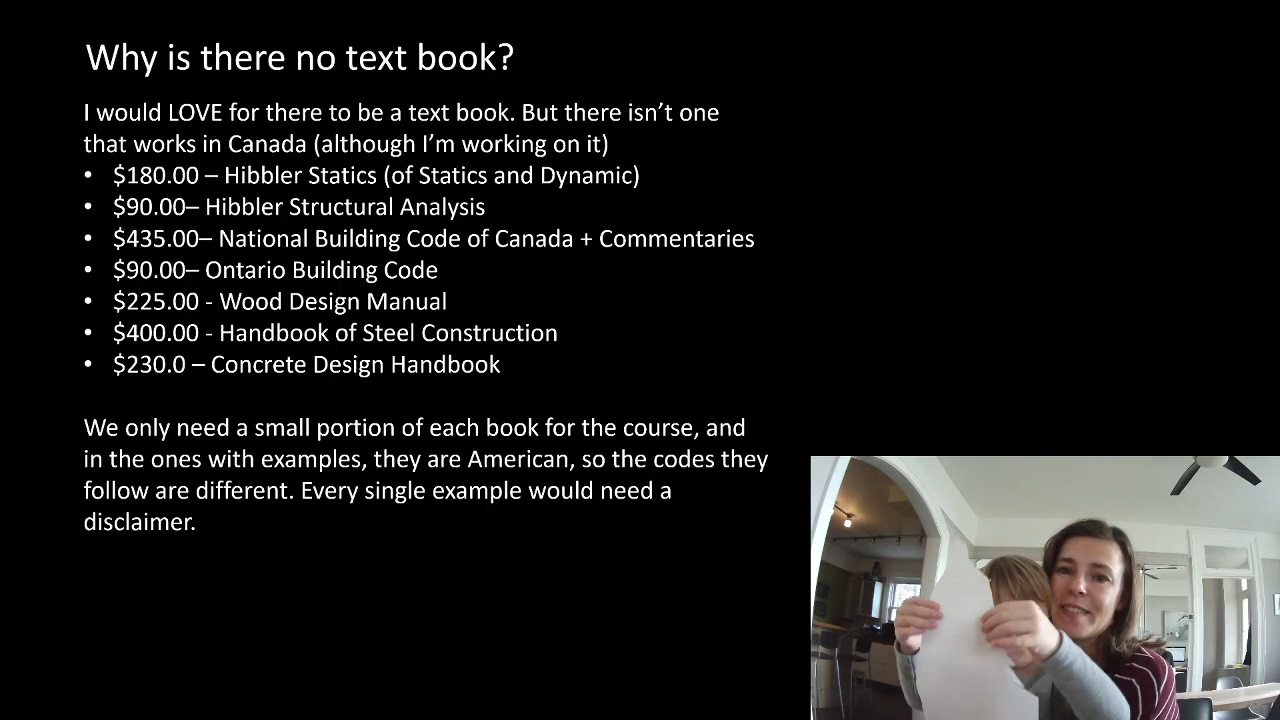 Why is there no text book?
I would LOVE for there to be a text book. But there isn’t one
that works in Canada (although I’m working on it)
• $180.00 – Hibbler Statics (of Statics and Dynamic)
• $90.00– Hibbler Structural Analysis
• $435.00– National Building Code of Canada + Commentaries
• $90.00– Ontario Building Code
• $225.00 - Wood Design Manual
• $400.00 - Handbook of Steel Construction
• $230.0 – Concrete Design Handbook
We only need a small portion of each book for the course, and
in the ones with examples, they are American, so the codes they
follow are different. Every single example would need a
disclaimer.